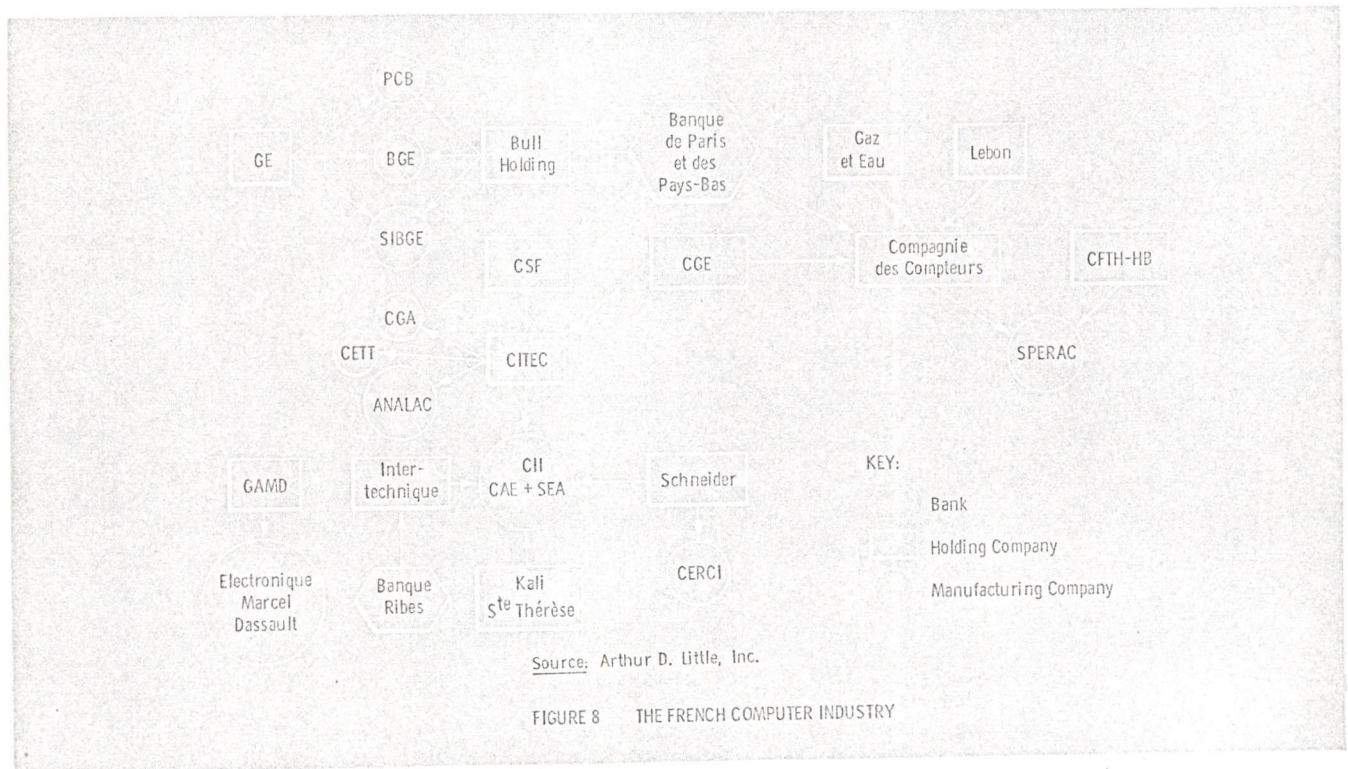 PCB
GE
BGE
Bull
Holding
Banque
de Paris
et des
Pays-Bas
Gaz
et Eau
Lebon
SIBGE
CSF
CGE
Compagnie
des Compteurs
CFTH-HB
CGA
CETT
CITEC
SPERAC
ANALAC
GAMD
Inter-
technique
CII
CAE + SEA
Schneider
KEY:
Bank
Holding Company
Manufacturing Company
Electronique
Marcel
Dassault
Banque
Ribes
Kali
Ste Thérèse
CERCI
Source: Arthur D. Little, Inc.
FIGURE 8 THE FRENCH COMPUTER INDUSTRY